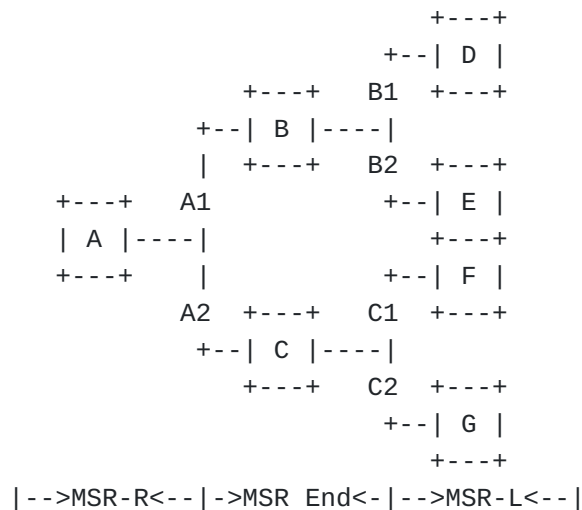 +---+
+--| D |
+---+ B1 +---+
+--| B |----|
| +---+ B2 +---+
+---+ A1 +--| E |
| A |----| +---+
+---+ | +--| F |
A2 +---+ C1 +---+
+--| C |----|
+---+ C2 +---+
+--| G |
+---+
|-->MSR-R<--|->MSR End<-|-->MSR-L<--|